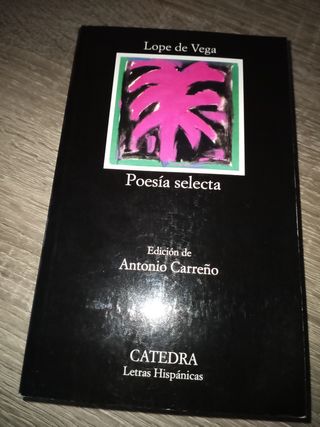 Lope de Vega
Poesía selecta
Edición de
Antonio Carreño
CATEDRA
Letras Hispánicas